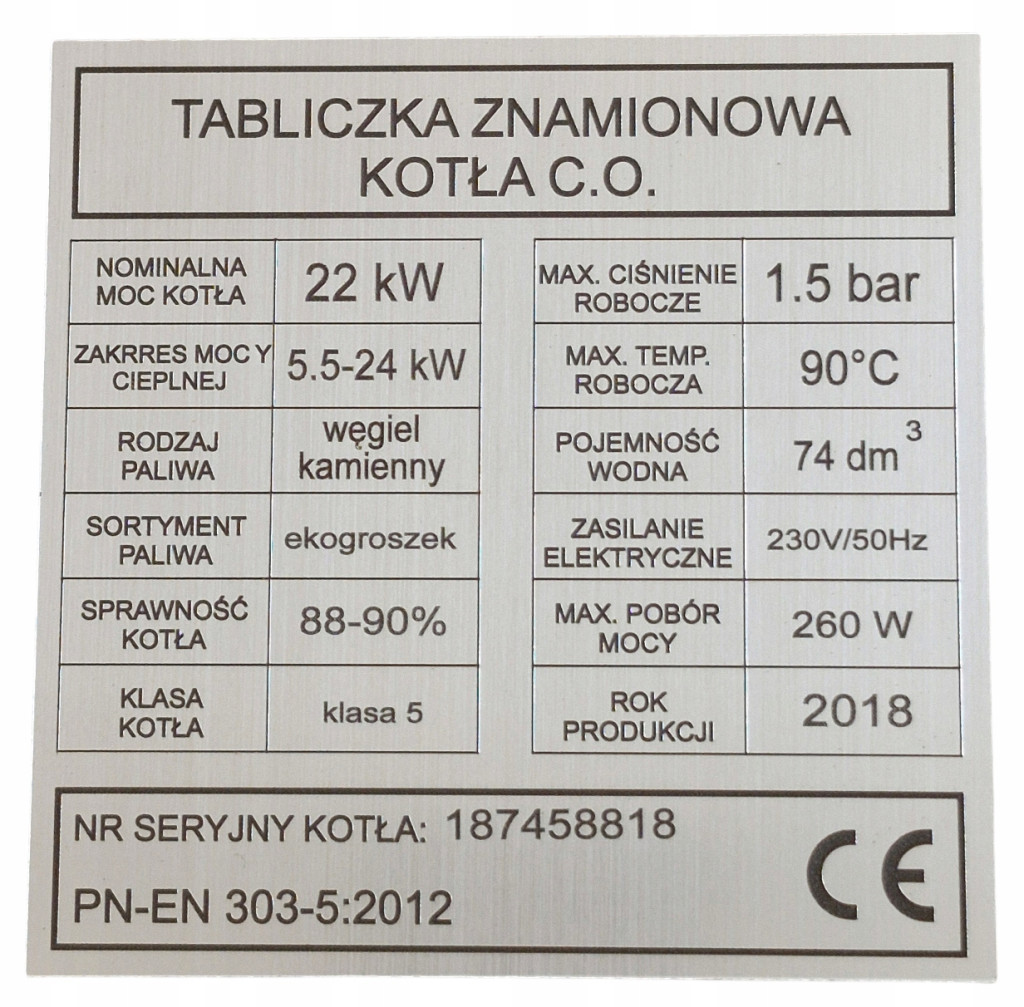 TABLICZKA ZNAMIONOWA
KOTŁA C.O.
NOMINALNA
MOC KOTŁA
22 kW
ZAKRRES MOC Y
CIEPLNEJ
5.5-24 kW
RODZAJ
PALIWA
węgiel
kamienny
SORTYMENT
PALIWA
ekogroszek
SPRAWNOŚĆ
KOTŁA
88-90%
KLASA
KOTŁA
klasa 5
MAX. CIŚNIENIE
ROBOCZE
1.5 bar
MAX. TEMP.
ROBOCZA
90°C
POJEMNOŚĆ
WODNA
74 dm³
ZASILANIE
ELEKTRYCZNE
230V/50Hz
MAX. POBÓR
MOCY
260 W
ROK
PRODUKCJI
2018
NR SERYJNY KOTŁA: 187458818
PN-EN 303-5:2012
CE